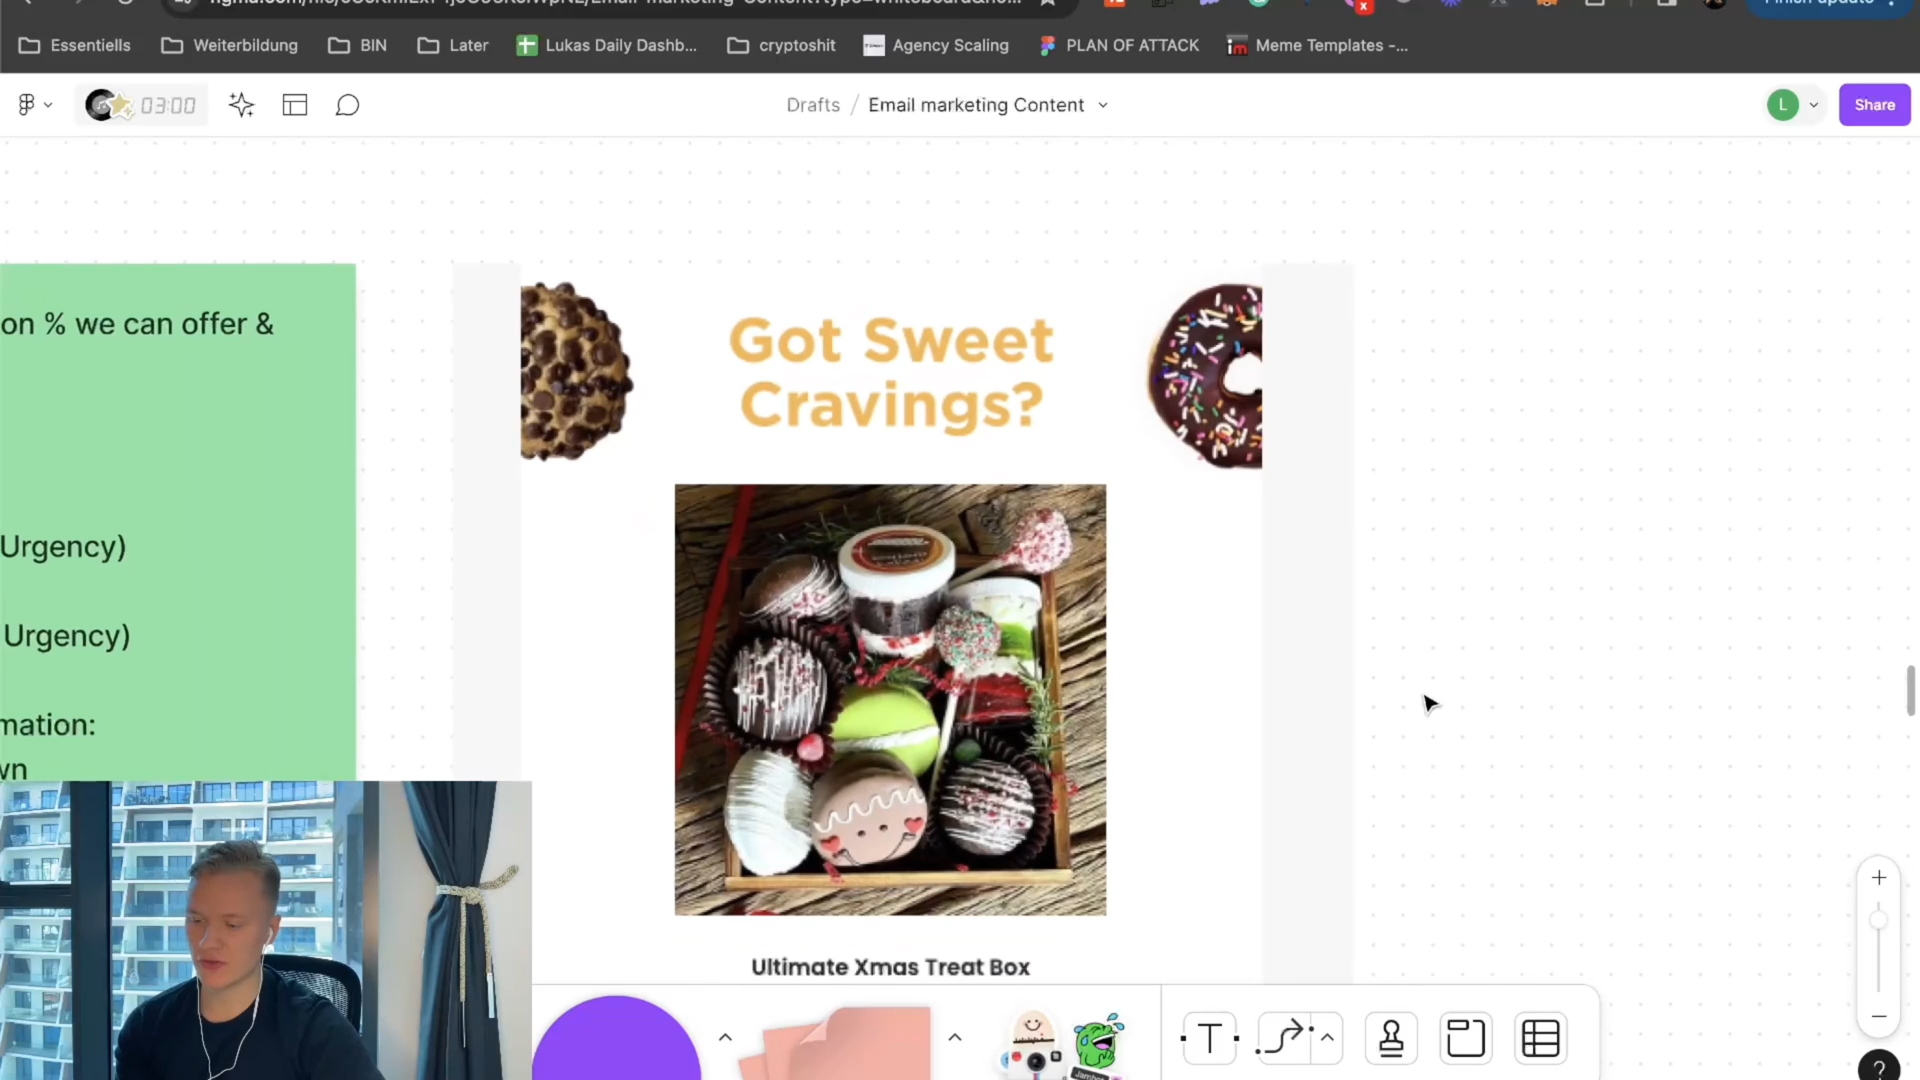 Essentiells
Weiterbildung
BIN
Later
Lukas Daily Dashb...
cryptoshit
Agency Scaling
PLAN OF ATTACK
Meme Templates -...
03:00
Drafts / Email marketing Content
L
Share
on % we can offer &
Urgency)
Urgency)
mation:
wn
Got Sweet
Cravings?
Ultimate Xmas Treat Box
T
?